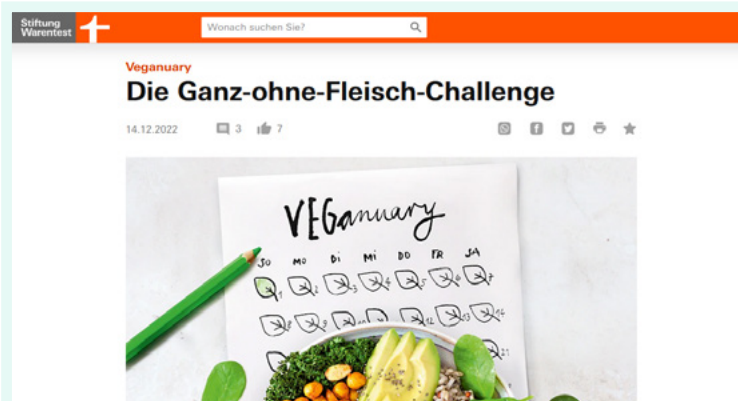 Stiftung
Warentest
Wonach suchen Sie?
Veganuary
Die Ganz-ohne-Fleisch-Challenge
14.12.2022 3 7
VEGanuary
SO MO DI MI DO FR SA
1 2 3 4 5 6 7
8 9 10 11 12 13 14
21